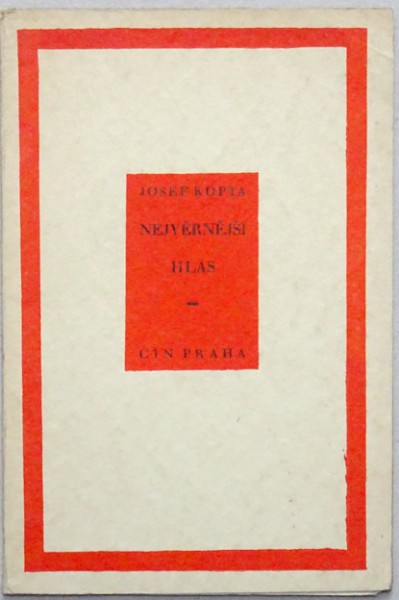 JOSEF KOPTA
NEJVĚRNĚJŠÍ
HLAS
ČIN PRAHA